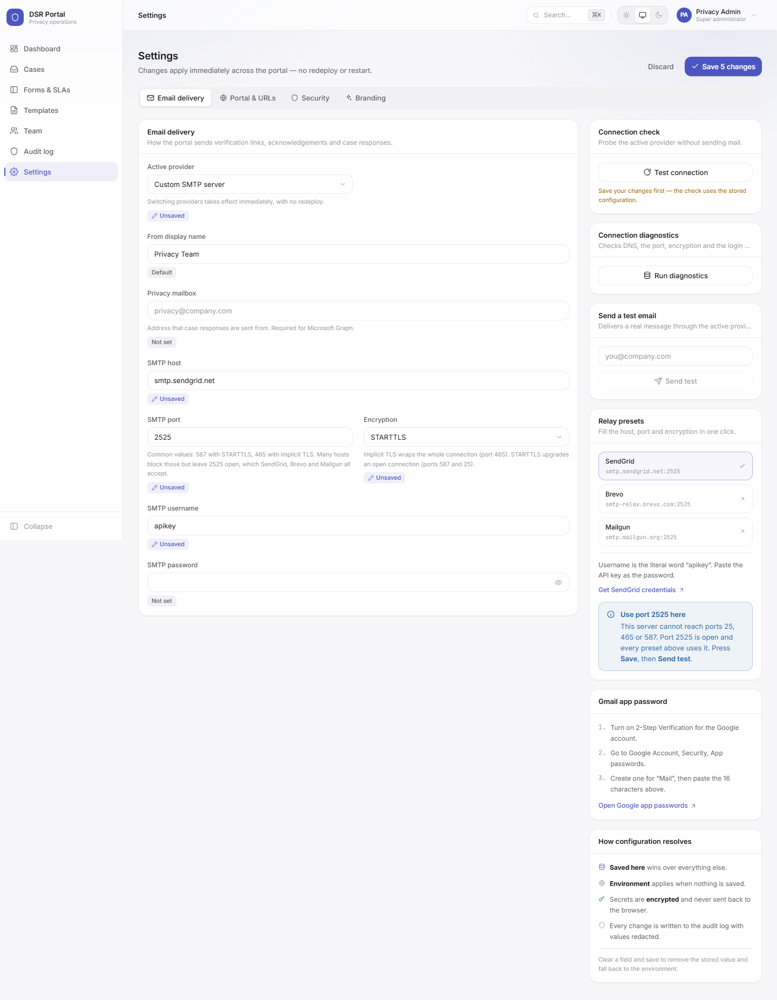 DSR Portal
Privacy operations
Dashboard
Cases
Forms & SLAs
Templates
Team
Audit log
Settings
Collapse
Settings
Search...
⌘K
PA
Privacy Admin
Super administrator
Settings
Changes apply immediately across the portal — no redeploy or restart.
Discard
Save 5 changes
Email delivery
Portal & URLs
Security
Branding
Email delivery
How the portal sends verification links, acknowledgements and case responses.
Active provider
Custom SMTP server
Switching providers takes effect immediately, with no redeploy.
Unsaved
From display name
Privacy Team
Default
Privacy mailbox
privacy@company.com
Address that case responses are sent from. Required for Microsoft Graph.
Not set
SMTP host
smtp.sendgrid.net
Unsaved
SMTP port
2525
Common values: 587 with STARTTLS, 465 with implicit TLS. Many hosts
block those but leave 2525 open, which SendGrid, Brevo and Mailgun all
accept.
Unsaved
Encryption
STARTTLS
Implicit TLS wraps the whole connection (port 465). STARTTLS upgrades
an open connection (ports 587 and 25).
Unsaved
SMTP username
apikey
Unsaved
SMTP password
Not set
Connection check
Probe the active provider without sending mail.
Test connection
Save your changes first — the check uses the stored
configuration.
Connection diagnostics
Checks DNS, the port, encryption and the login ...
Run diagnostics
Send a test email
Delivers a real message through the active provi...
you@company.com
Send test
Relay presets
Fill the host, port and encryption in one click.
SendGrid
smtp.sendgrid.net:2525
Brevo
smtp-relay.brevo.com:2525
Mailgun
smtp.mailgun.org:2525
Username is the literal word “apikey”. Paste the
API key as the password.
Get SendGrid credentials
Use port 2525 here
This server cannot reach ports 25,
465 or 587. Port 2525 is open and
every preset above uses it. Press
Save, then Send test.
Gmail app password
1. Turn on 2-Step Verification for the Google
account.
2. Go to Google Account, Security, App
passwords.
3. Create one for “Mail”, then paste the 16
characters above.
Open Google app passwords
How configuration resolves
Saved here wins over everything else.
Environment applies when nothing is saved.
Secrets are encrypted and never sent back to
the browser.
Every change is written to the audit log with
values redacted.
Clear a field and save to remove the stored value and
fall back to the environment.